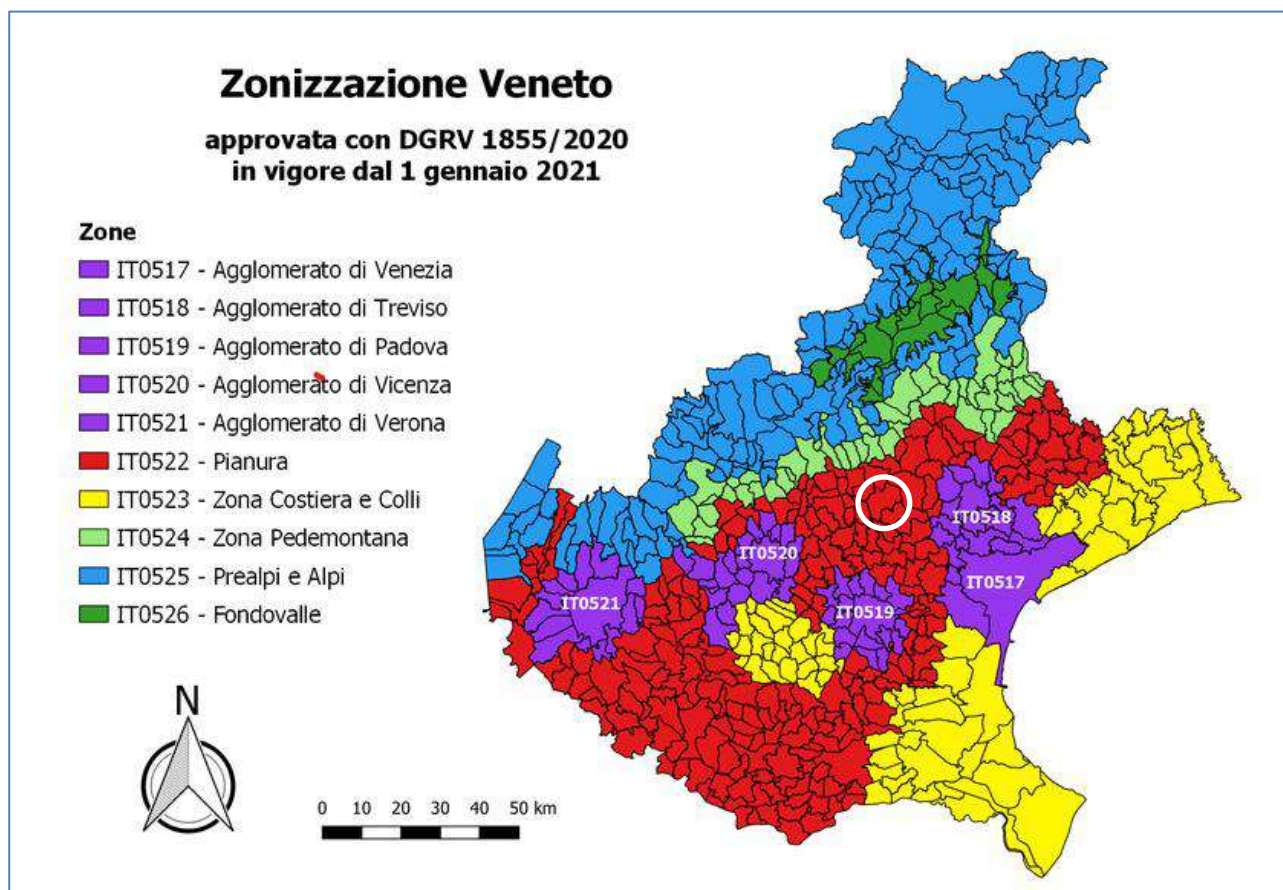 Zonizzazione Veneto
approvata con DGRV 1855/2020
in vigore dal 1 gennaio 2021
Zone
IT0517 - Agglomerato di Venezia
IT0518 - Agglomerato di Treviso
IT0519 - Agglomerato di Padova
IT0520 - Agglomerato di Vicenza
IT0521 - Agglomerato di Verona
IT0522 - Pianura
IT0523 - Zona Costiera e Colli
IT0524 - Zona Pedemontana
IT0525 - Prealpi e Alpi
IT0526 - Fondovalle
IT0518
IT0520
IT0517
IT0521
IT0519
N
0 10 20 30 40 50 km